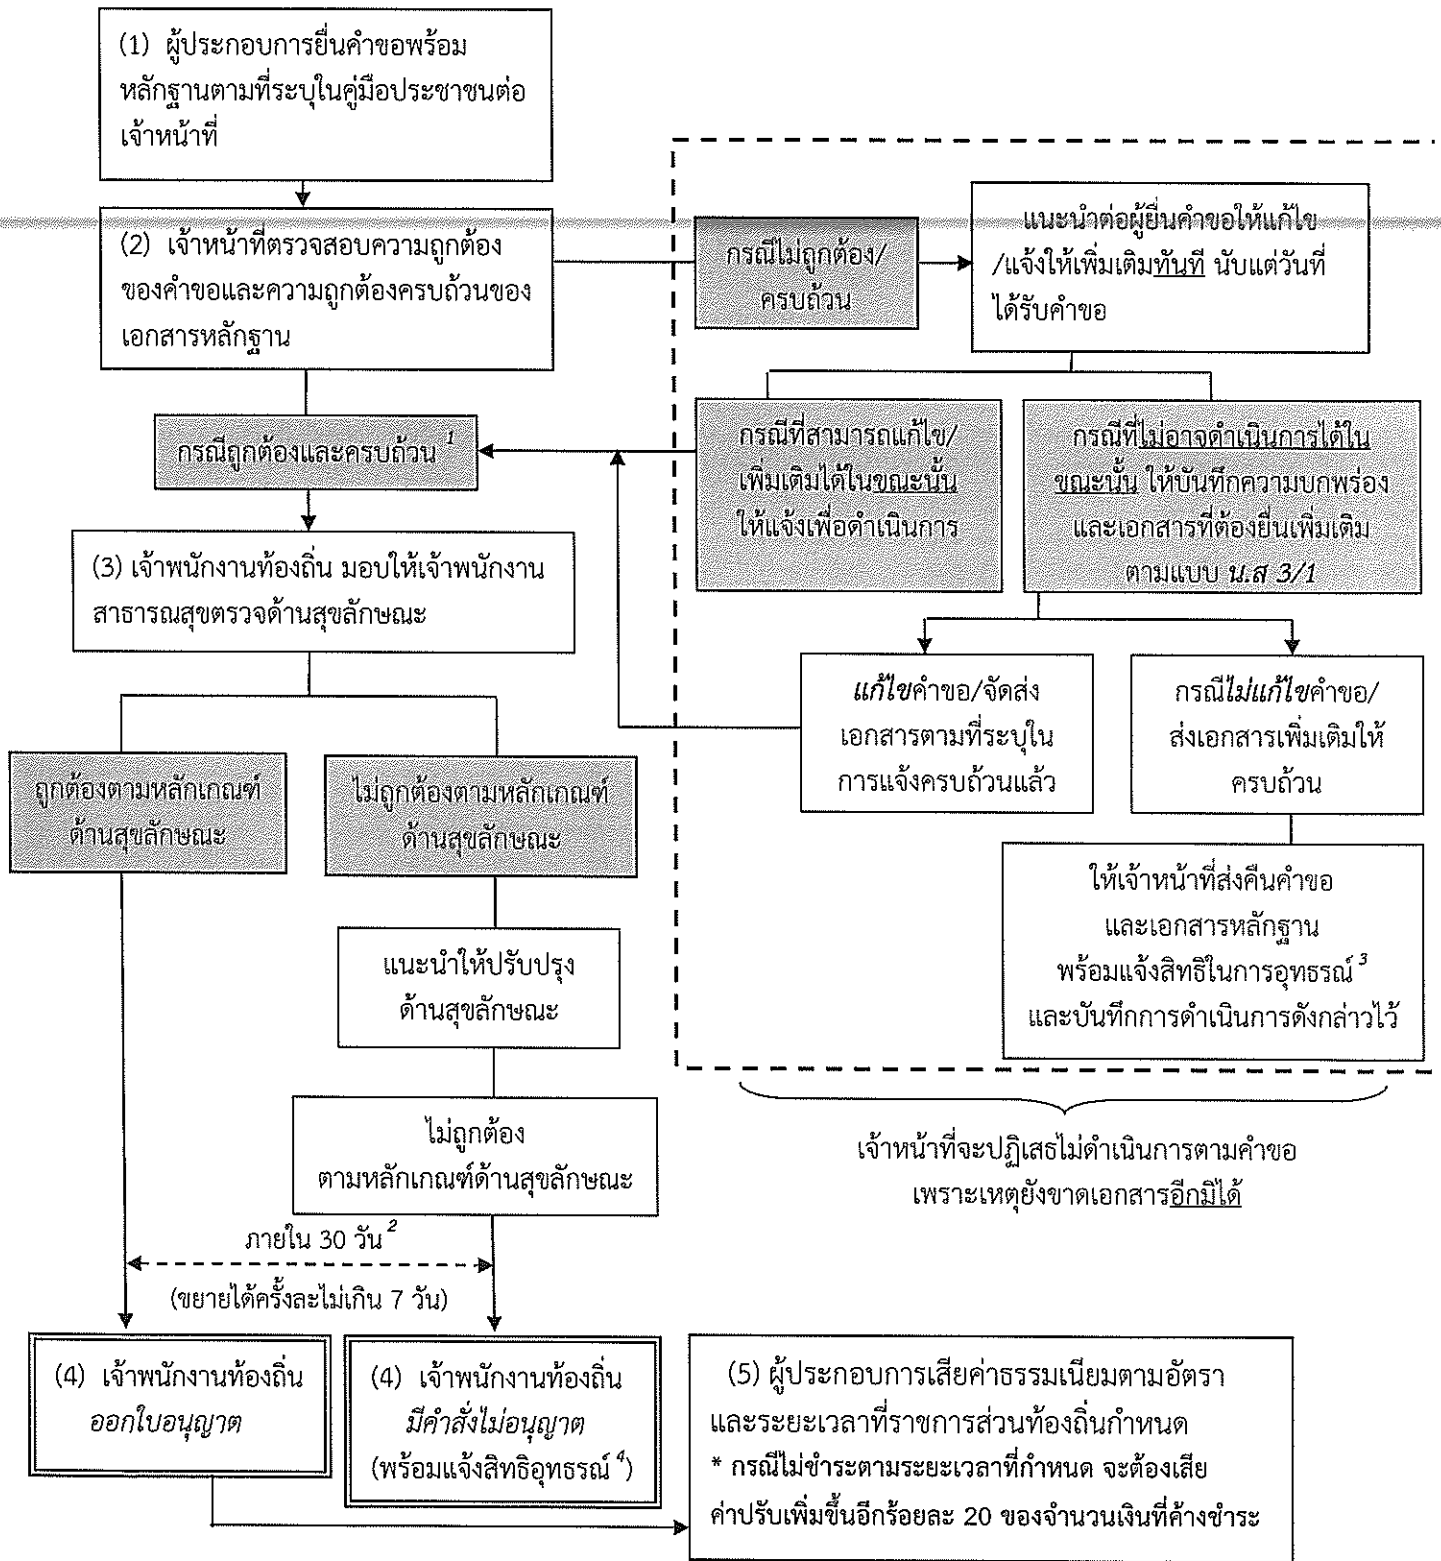 (1) ผู้ประกอบการยื่นคำขอพร้อม
หลักฐานตามที่ระบุในคู่มือประชาชนต่อ
เจ้าหน้าที่
(2) เจ้าหน้าที่ตรวจสอบความถูกต้อง
ของคำขอและความถูกต้องครบถ้วนของ
เอกสารหลักฐาน
กรณีไม่ถูกต้อง/
ครบถ้วน
แนะนำต่อผู้ยื่นคำขอให้แก้ไข
/แจ้งให้เพิ่มเติมทันที นับแต่วันที่
ได้รับคำขอ
กรณีถูกต้องและครบถ้วน 1
กรณีที่สามารถแก้ไข/
เพิ่มเติมได้ในขณะนั้น
ให้แจ้งเพื่อดำเนินการ
กรณีที่ไม่อาจดำเนินการได้ใน
ขณะนั้น ให้บันทึกความบกพร่อง
และเอกสารที่ต้องยื่นเพิ่มเติม
ตามแบบ น.ส 3/1
(3) เจ้าพนักงานท้องถิ่น มอบให้เจ้าพนักงาน
สาธารณสุขตรวจด้านสุขลักษณะ
แก้ไขคำขอ/จัดส่ง
เอกสารตามที่ระบุใน
การแจ้งครบถ้วนแล้ว
กรณีไม่แก้ไขคำขอ/
ส่งเอกสารเพิ่มเติมให้
ครบถ้วน
ถูกต้องตามหลักเกณฑ์
ด้านสุขลักษณะ
ไม่ถูกต้องตามหลักเกณฑ์
ด้านสุขลักษณะ
ให้เจ้าหน้าที่ส่งคืนคำขอ
และเอกสารหลักฐาน
พร้อมแจ้งสิทธิในการอุทธรณ์ 3
และบันทึกการดำเนินการดังกล่าวไว้
แนะนำให้ปรับปรุง
ด้านสุขลักษณะ
ไม่ถูกต้อง
ตามหลักเกณฑ์ด้านสุขลักษณะ
เจ้าหน้าที่จะปฏิเสธไม่ดำเนินการตามคำขอ
เพราะเหตุยังขาดเอกสารอีกมิได้
ภายใน 30 วัน 2
(ขยายได้ครั้งละไม่เกิน 7 วัน)
(4) เจ้าพนักงานท้องถิ่น
ออกใบอนุญาต
(4) เจ้าพนักงานท้องถิ่น
มีคำสั่งไม่อนุญาต
(พร้อมแจ้งสิทธิอุทธรณ์ 4)
(5) ผู้ประกอบการเสียค่าธรรมเนียมตามอัตรา
และระยะเวลาที่ราชการส่วนท้องถิ่นกำหนด
* กรณีไม่ชำระตามระยะเวลาที่กำหนด จะต้องเสีย
ค่าปรับเพิ่มขึ้นอีกร้อยละ 20 ของจำนวนเงินที่ค้างชำระ